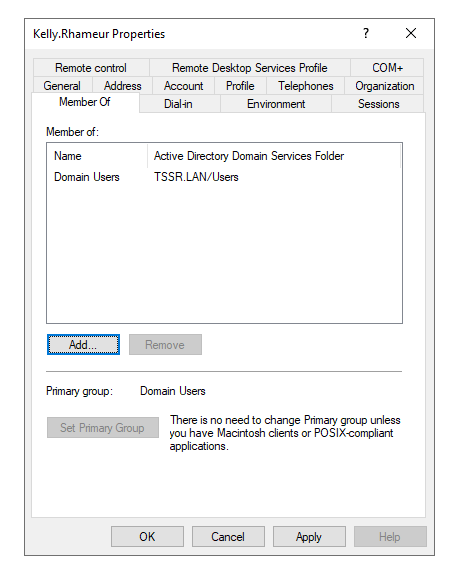 Kelly.Rhameur Properties ?
Remote control Remote Desktop Services Profile COM+
General Address Account Profile Telephones Organization
Member Of Dial-in Environment Sessions
Member of:
Name Active Directory Domain Services Folder
Domain Users TSSR.LAN/Users
Add... Remove
Primary group: Domain Users
Set Primary Group
There is no need to change Primary group unless
you have Macintosh clients or POSIX-compliant
applications.
OK Cancel Apply Help